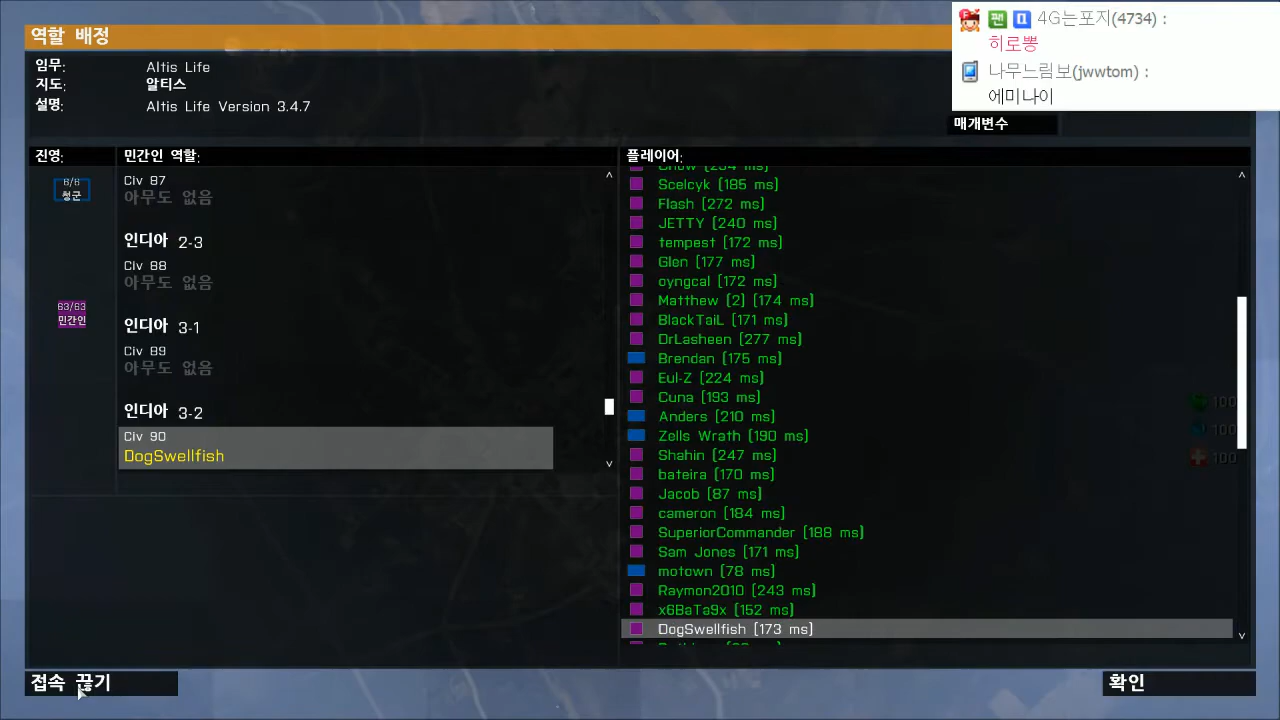 역할 배정
임무: Altis Life
지도: 알티스
설명: Altis Life Version 3.4.7
팬 4G는포지(4734) :
히로뽕
나무느림보(jwwtom) :
에미나이
매개변수
진영:
청군
63/63
민간인
민간인 역할:
Civ 87
아무도 없음
인디아 2-3
Civ 88
아무도 없음
인디아 3-1
Civ 89
아무도 없음
인디아 3-2
Civ 90
DogSwellfish
플레이어:
Scelcyk [185 ms]
Flash [272 ms]
JETTY [240 ms]
tempest [172 ms]
Glen [177 ms]
oyngcal [172 ms]
Matthew [2] [174 ms]
BlackTaiL [171 ms]
DrLasheen [277 ms]
Brendan [175 ms]
Eul-Z [224 ms]
Cuna [193 ms]
Anders [210 ms]
Zells Wrath [190 ms]
Shahin [247 ms]
bateira [170 ms]
Jacob [87 ms]
cameron [184 ms]
SuperiorCommander [188 ms]
Sam Jones [171 ms]
motown [78 ms]
Raymon2010 [243 ms]
x6BaTa9x [152 ms]
DogSwellfish [173 ms]
100
100
100
접속 끊기
확인